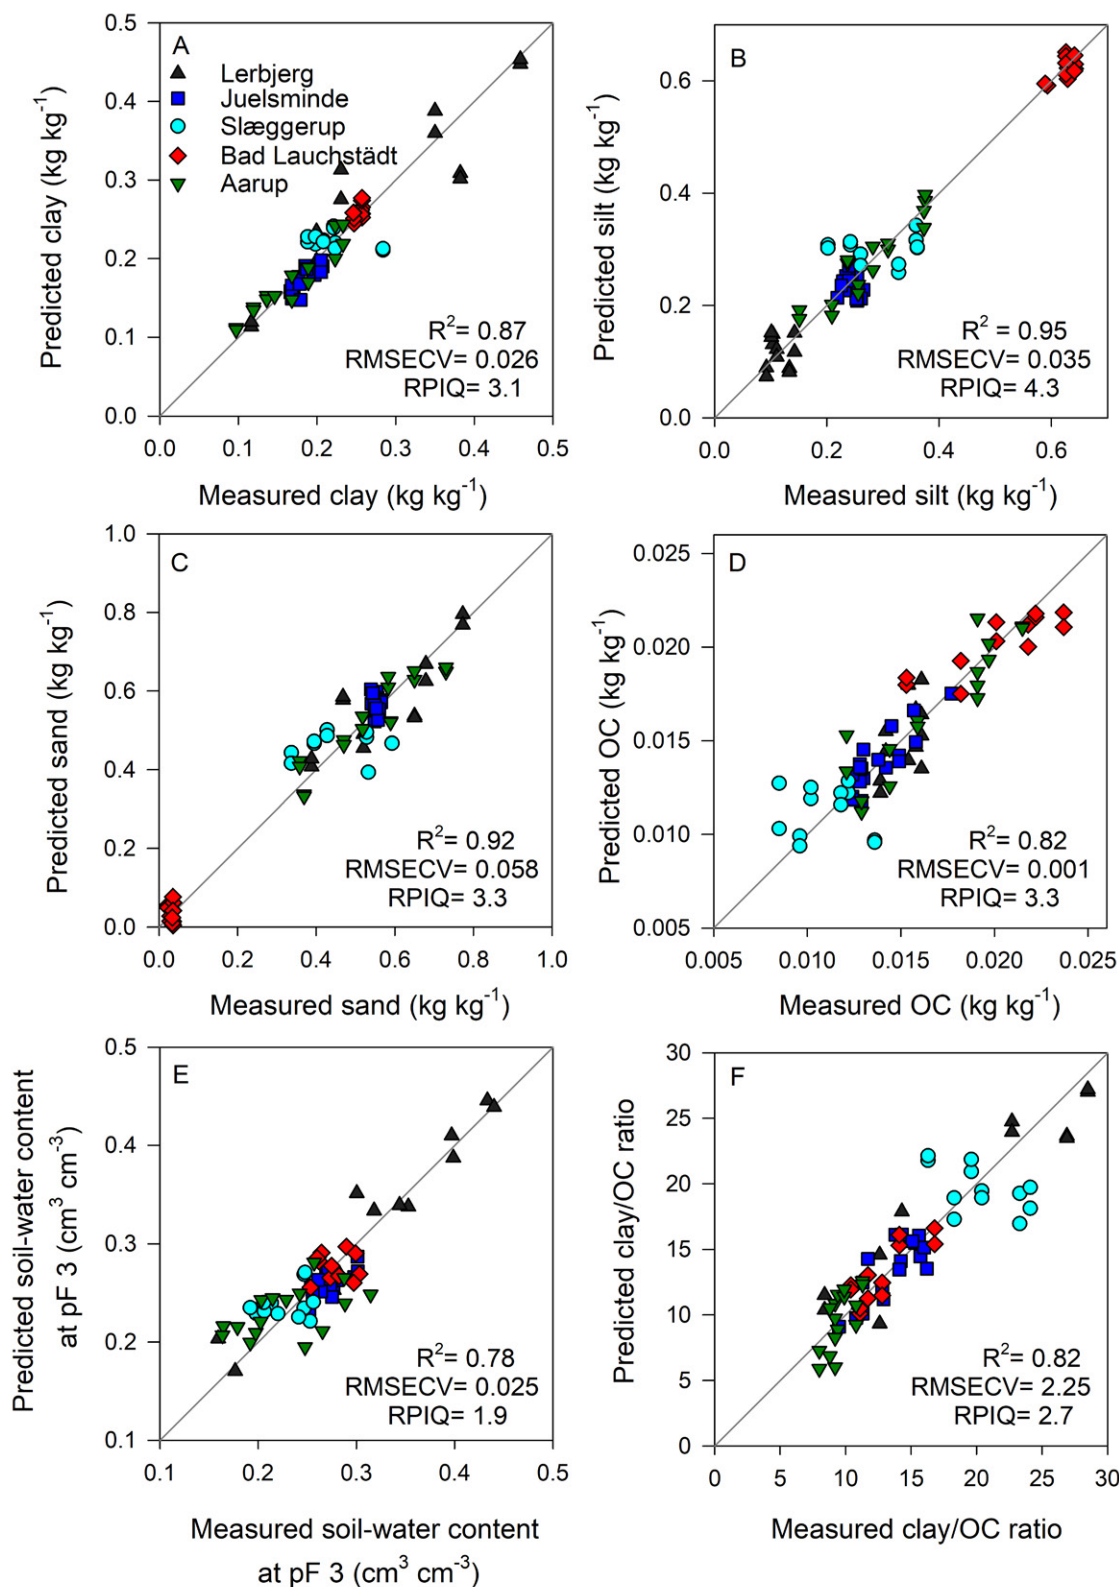 A
Lerbjerg
Juelsminde
Slæggerup
Bad Lauchstädt
Aarup
R²= 0.87
RMSECV= 0.026
RPIQ= 3.1
Predicted clay (kg kg⁻¹)
0.5
0.4
0.3
0.2
0.1
0.0
0.0 0.1 0.2 0.3 0.4 0.5
Measured clay (kg kg⁻¹)
B
R²= 0.95
RMSECV= 0.035
RPIQ= 4.3
Predicted silt (kg kg⁻¹)
0.6
0.4
0.2
0.0
0.0 0.2 0.4 0.6
Measured silt (kg kg⁻¹)
C
R²= 0.92
RMSECV= 0.058
RPIQ= 3.3
Predicted sand (kg kg⁻¹)
1.0
0.8
0.6
0.4
0.2
0.0
0.0 0.2 0.4 0.6 0.8 1.0
Measured sand (kg kg⁻¹)
D
R²= 0.82
RMSECV= 0.001
RPIQ= 3.3
Predicted OC (kg kg⁻¹)
0.025
0.020
0.015
0.010
0.005
0.005 0.010 0.015 0.020 0.025
Measured OC (kg kg⁻¹)
E
R²= 0.78
RMSECV= 0.025
RPIQ= 1.9
Predicted soil-water content
at pF 3 (cm³ cm⁻³)
0.5
0.4
0.3
0.2
0.1
0.1 0.2 0.3 0.4 0.5
Measured soil-water content
at pF 3 (cm³ cm⁻³)
F
R²= 0.82
RMSECV= 2.25
RPIQ= 2.7
Predicted clay/OC ratio
30
25
20
15
10
5
0
0 5 10 15 20 25 30
Measured clay/OC ratio